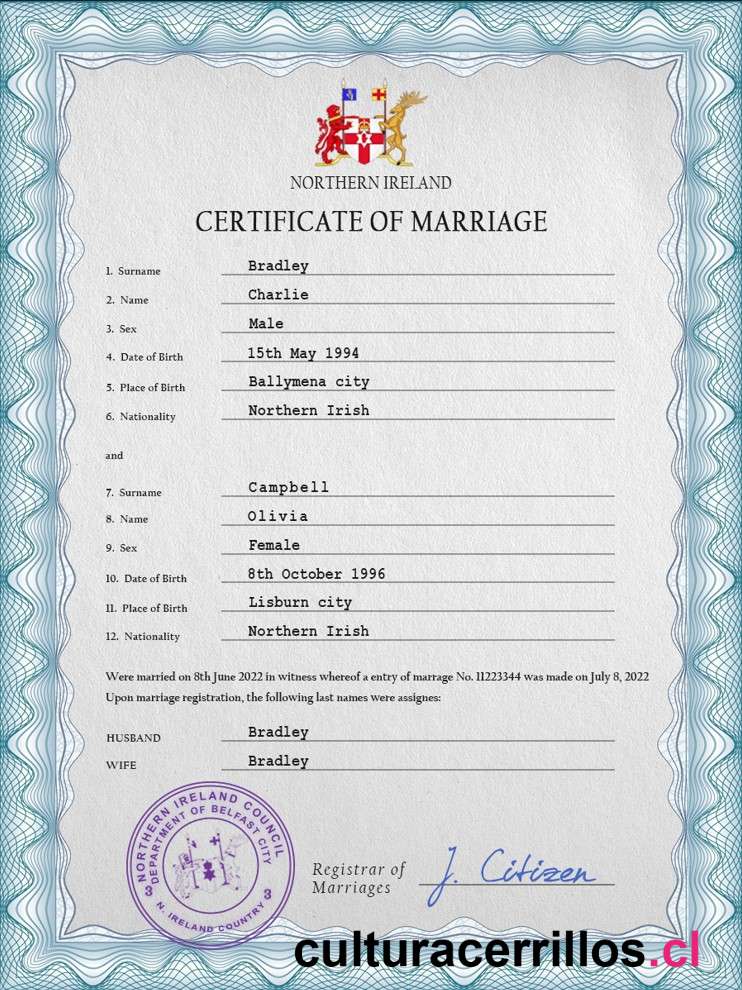 NORTHERN IRELAND
CERTIFICATE OF MARRIAGE
1. Surname Bradley
2. Name Charlie
3. Sex Male
4. Date of Birth 15th May 1994
5. Place of Birth Ballymena city
6. Nationality Northern Irish
and
7. Surname Campbell
8. Name Olivia
9. Sex Female
10. Date of Birth 8th October 1996
11. Place of Birth Lisburn city
12. Nationality Northern Irish
Were married on 8th June 2022 in witness whereof a entry of marrage No. 11223344 was made on July 8, 2022
Upon marriage registration, the following last names were assignes:
HUSBAND Bradley
WIFE Bradley
NORTHERN IRELAND COUNCIL
DEPARTMENT OF BELFAST CITY
3 3
N. IRELAND COUNTRY
Registrar of
Marriages
J. Citizen
culturacerrillos.cl